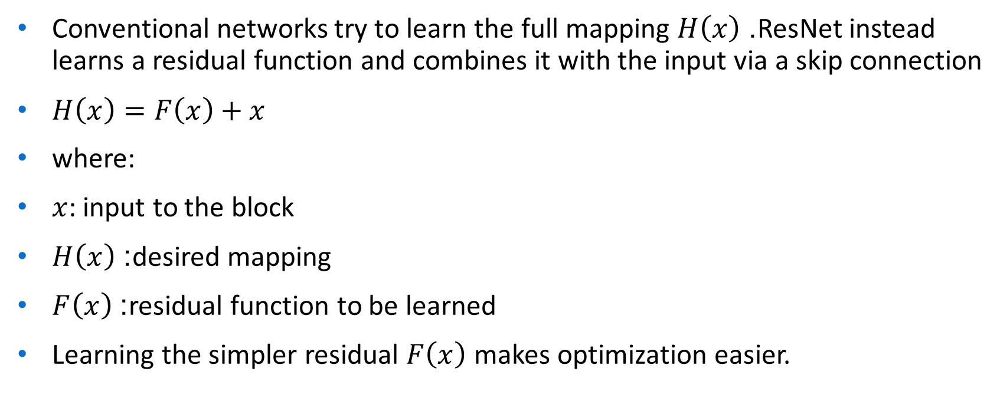 • Conventional networks try to learn the full mapping H(x) .ResNet instead
learns a residual function and combines it with the input via a skip connection
• H(x) = F(x) + x
• where:
• x: input to the block
• H(x) :desired mapping
• F(x) :residual function to be learned
• Learning the simpler residual F(x) makes optimization easier.